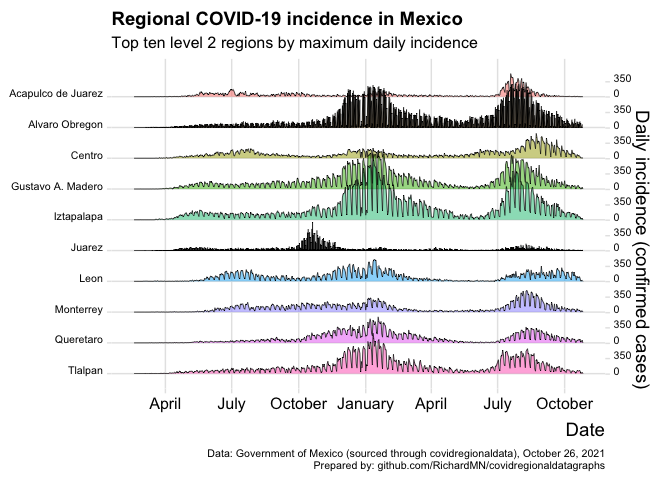 Regional COVID-19 incidence in Mexico
Top ten level 2 regions by maximum daily incidence
Acapulco de Juarez
350
0
Alvaro Obregon
350
0
Centro
350
0
Gustavo A. Madero
350
0
Iztapalapa
350
0
Juarez
350
0
Leon
350
0
Monterrey
350
0
Queretaro
350
0
Tlalpan
350
0
Daily incidence (confirmed cases)
April July October January April July October
Date
Data: Government of Mexico (sourced through covidregionaldata), October 26, 2021
Prepared by: github.com/RichardMN/covidregionaldatagraphs